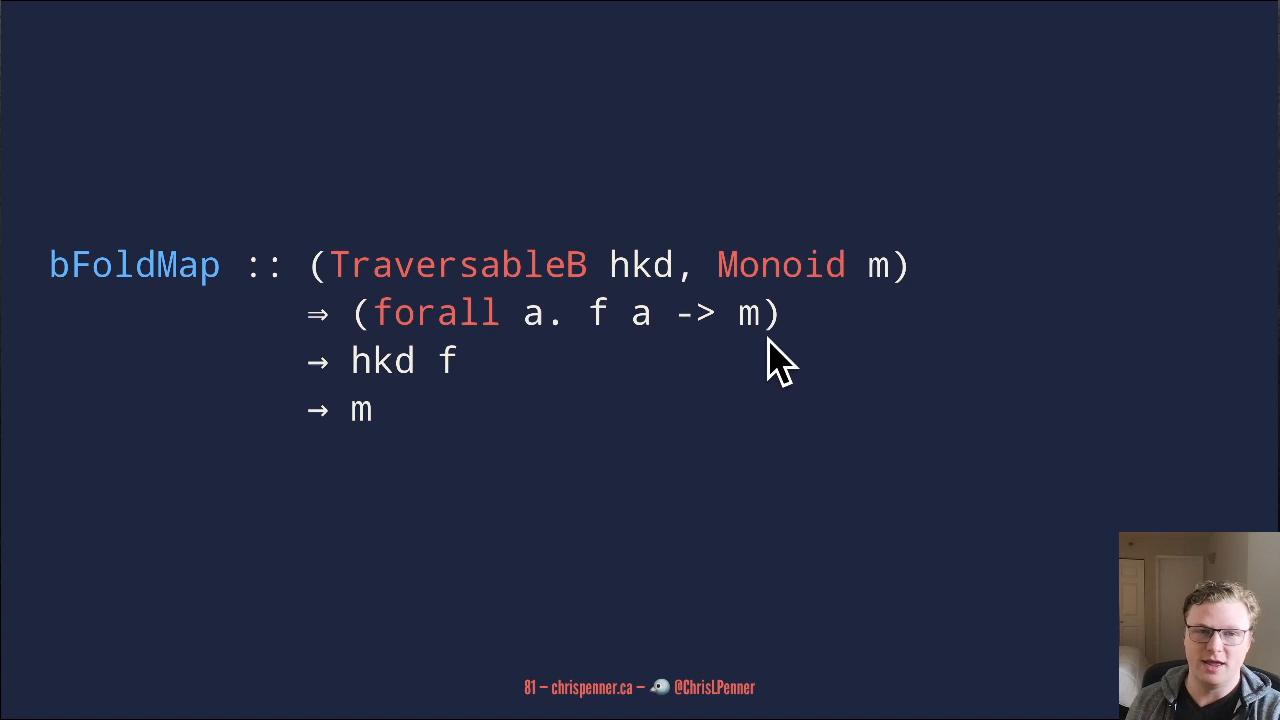 bFoldMap :: (TraversableB hkd, Monoid m)
⇒ (forall a. f a -> m)
→ hkd f
→ m
81 — chrispenner.ca — 🐦 @ChrisLPenner